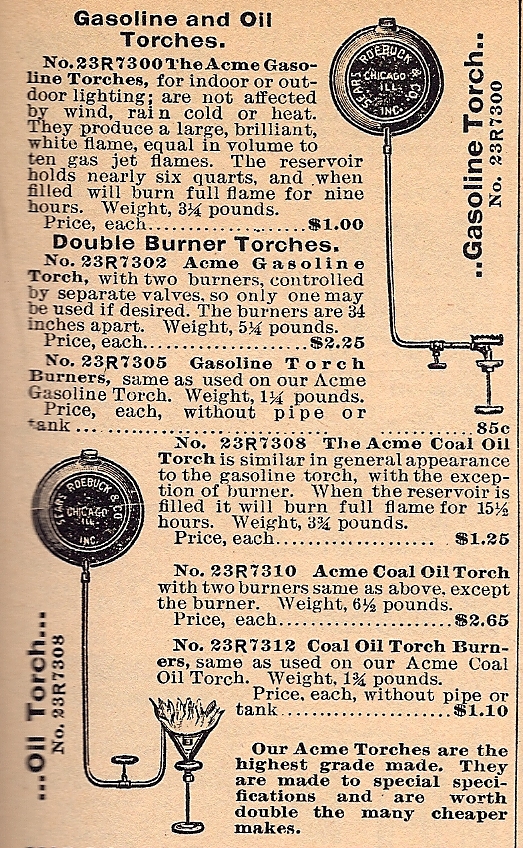 Gasoline and Oil
Torches.
No. 23R7300 The Acme Gaso-
line Torches, for indoor or out-
door lighting; are not affected
by wind, rain cold or heat.
They produce a large, brilliant,
white flame, equal in volume to
ten gas jet flames. The reservoir
holds nearly six quarts, and when
filled will burn full flame for nine
hours. Weight, 3¼ pounds.
Price, each....................$1.00
SEARS ROEBUCK & CO.
CHICAGO
ILL.
INC.
..Gasoline Torch..
No. 23R7300
Double Burner Torches.
No. 23R7302 Acme Gasoline
Torch, with two burners, controlled
by separate valves, so only one may
be used if desired. The burners are 34
inches apart. Weight, 5¼ pounds.
Price, each.....................$2.25
No. 23R7305 Gasoline Torch
Burners, same as used on our Acme
Gasoline Torch. Weight, 1¼ pounds.
Price, each, without pipe or
tank ........................................ 85c
No. 23R7308 The Acme Coal Oil
Torch is similar in general appearance
to the gasoline torch, with the excep-
tion of burner. When the reservoir is
filled it will burn full flame for 15½
hours. Weight, 3¾ pounds.
Price, each.................... $1.25
SEARS ROEBUCK & CO
CHICAGO
ILL
INC.
...Oil Torch...
No. 23R7308
No. 23R7310 Acme Coal Oil Torch
with two burners same as above, except
the burner. Weight, 6½ pounds.
Price, each......................$2.65
No. 23R7312 Coal Oil Torch Burn-
ers, same as used on our Acme Coal
Oil Torch. Weight, 1¾ pounds.
Price, each, without pipe or
tank......................$1.10
Our Acme Torches are the
highest grade made. They
are made to special speci-
fications and are worth
double the many cheaper
makes.